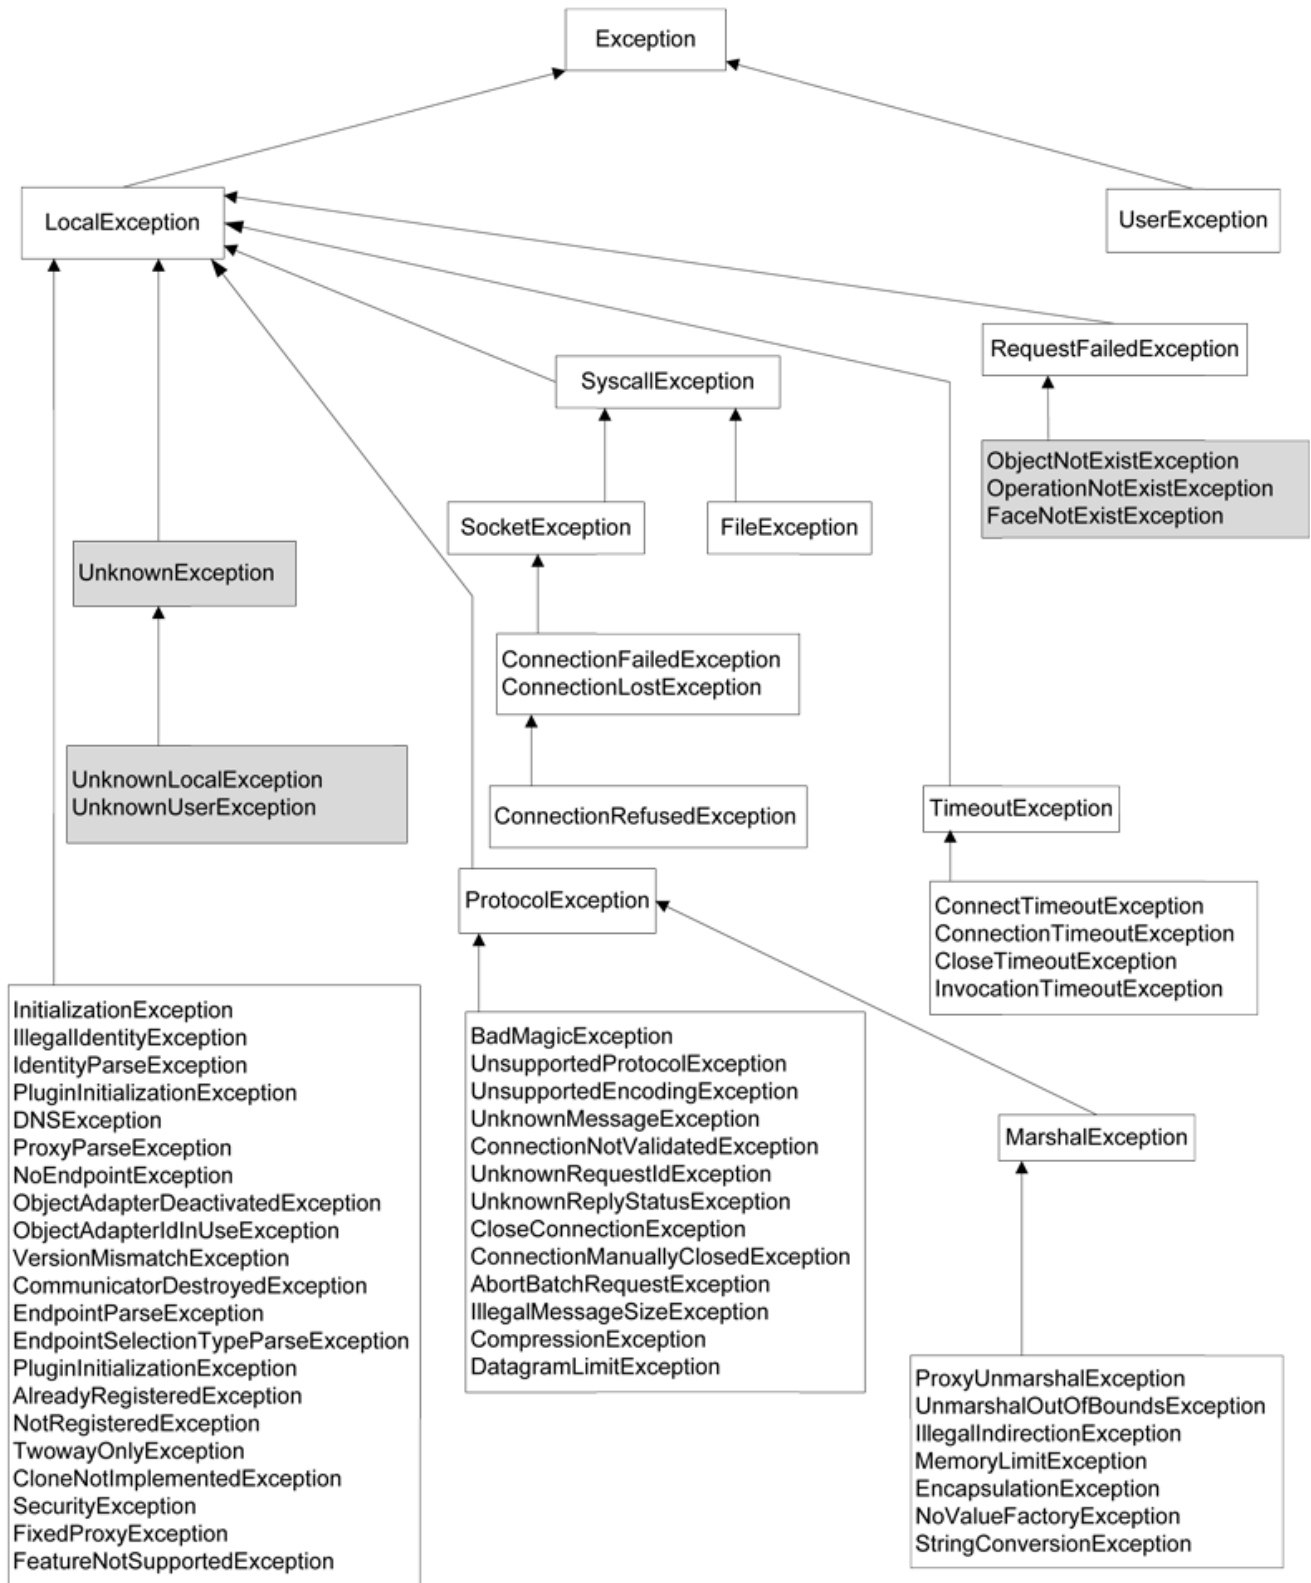 Exception
LocalException
UserException
RequestFailedException
SyscallException
ObjectNotExistException
OperationNotExistException
FaceNotExistException
SocketException
FileException
UnknownException
ConnectionFailedException
ConnectionLostException
UnknownLocalException
UnknownUserException
ConnectionRefusedException
TimeoutException
ProtocolException
ConnectTimeoutException
ConnectionTimeoutException
CloseTimeoutException
InvocationTimeoutException
InitializationException
IllegalIdentityException
IdentityParseException
PluginInitializationException
DNSException
ProxyParseException
NoEndpointException
ObjectAdapterDeactivatedException
ObjectAdapterIdInUseException
VersionMismatchException
CommunicatorDestroyedException
EndpointParseException
EndpointSelectionTypeParseException
PluginInitializationException
AlreadyRegisteredException
NotRegisteredException
TwowayOnlyException
CloneNotImplementedException
SecurityException
FixedProxyException
FeatureNotSupportedException
BadMagicException
UnsupportedProtocolException
UnsupportedEncodingException
UnknownMessageException
ConnectionNotValidatedException
UnknownRequestIdException
UnknownReplyStatusException
CloseConnectionException
ConnectionManuallyClosedException
AbortBatchRequestException
IllegalMessageSizeException
CompressionException
DatagramLimitException
MarshalException
ProxyUnmarshalException
UnmarshalOutOfBoundsException
IllegalIndirectionException
MemoryLimitException
EncapsulationException
NoValueFactoryException
StringConversionException